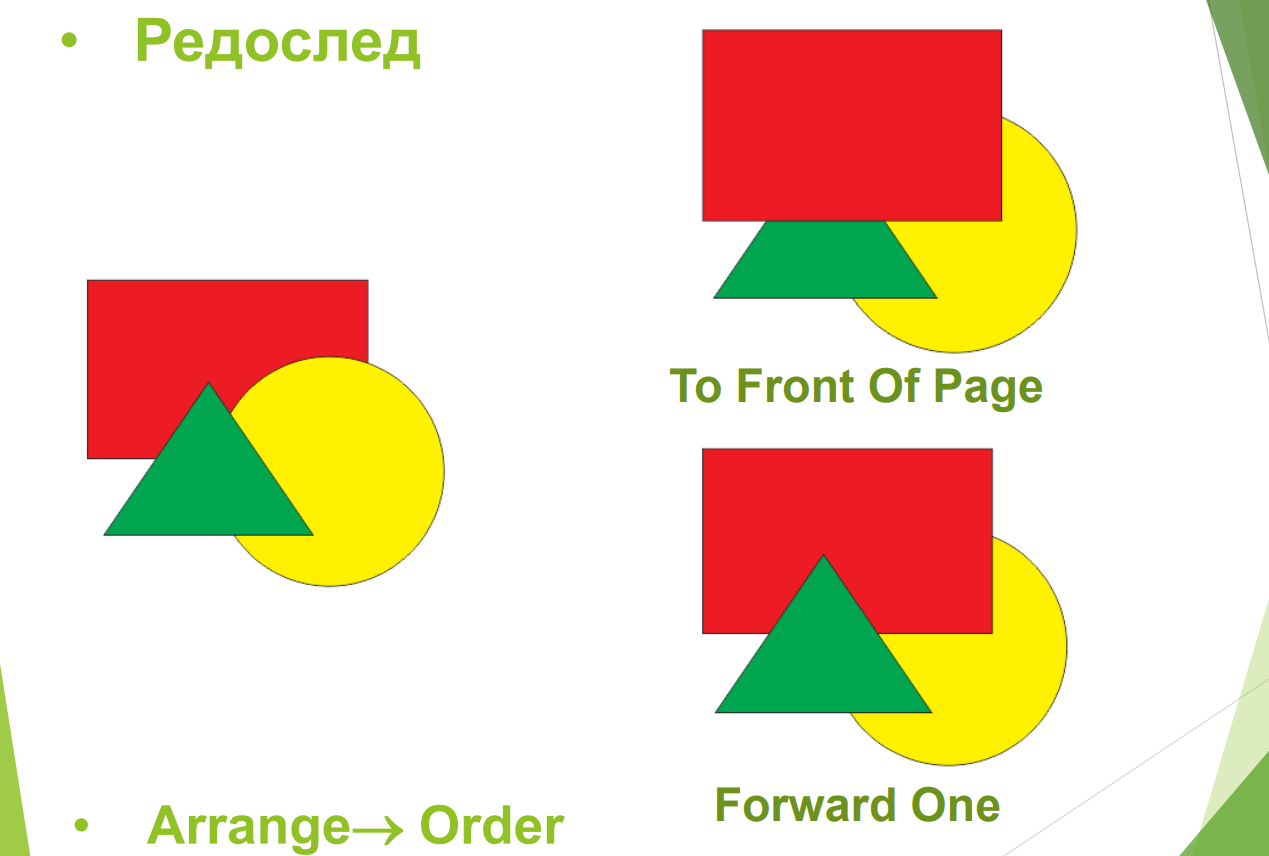 • Редослед
To Front Of Page
Forward One
• Arrange→ Order